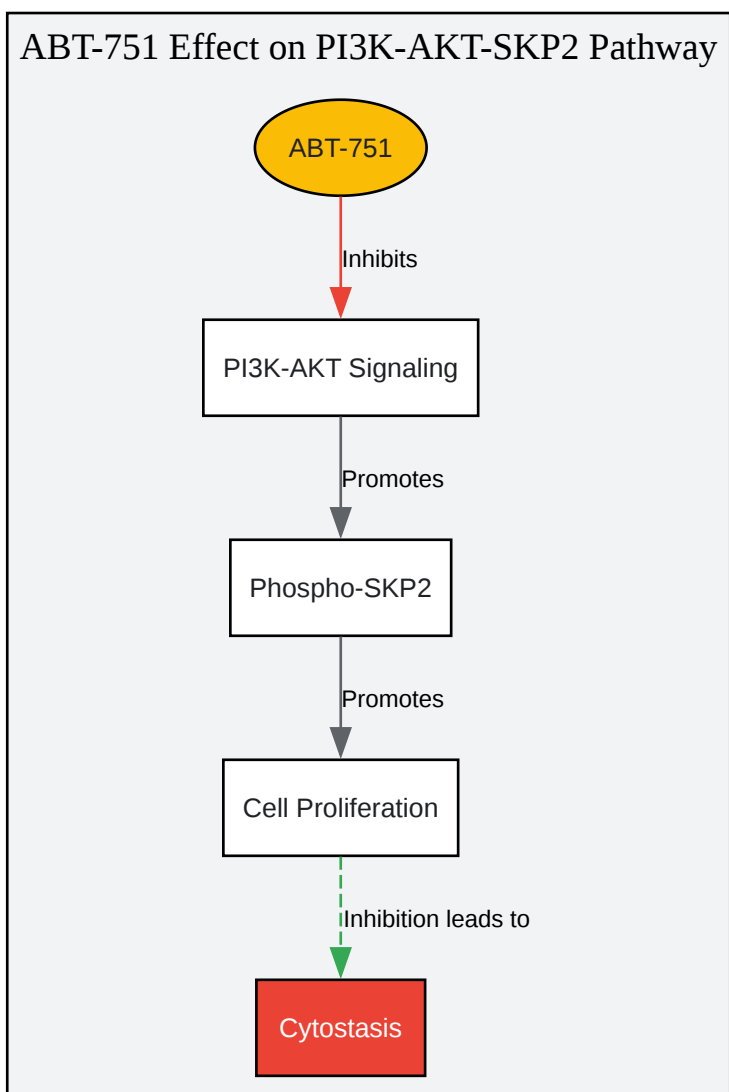 ABT-751 Effect on PI3K-AKT-SKP2 Pathway
ABT-751
Inhibits
PI3K-AKT Signaling
Promotes
Phospho-SKP2
Promotes
Cell Proliferation
Inhibition leads to
Cytostasis